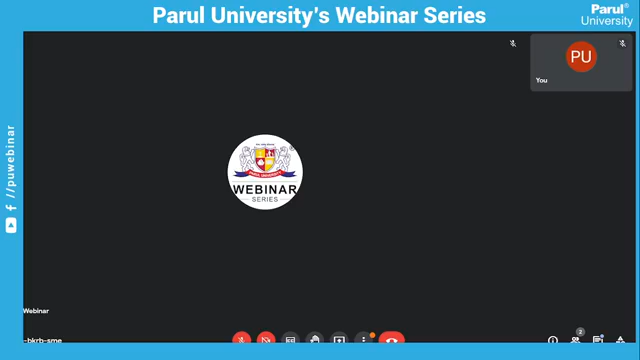 Parul University's Webinar Series
Parul®
University
PU
You
WEBINAR
SERIES
f //puwebinar
Webinar
2
-bkrb-sme